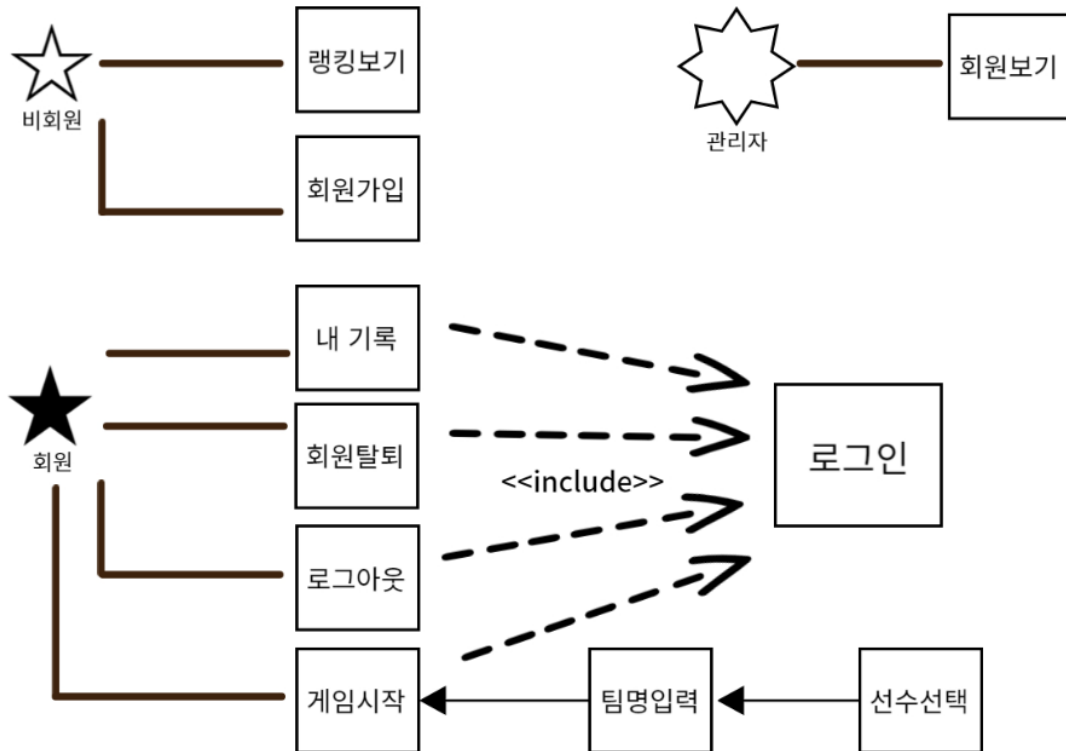 랭킹보기
회원보기
비회원
관리자
회원가입
내 기록
회원탈퇴
로그인
회원
<<include>>
로그아웃
게임시작
팀명입력
선수선택